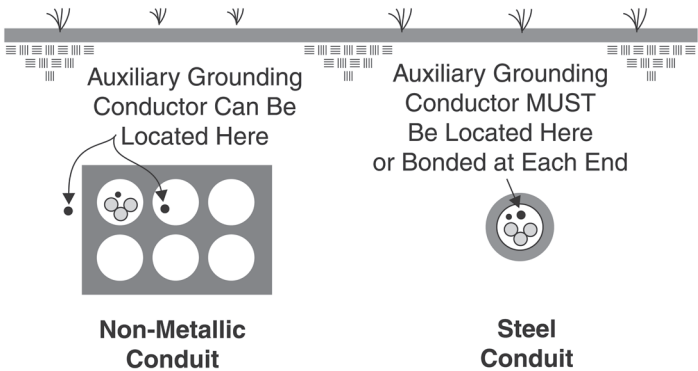 Auxiliary Grounding
Conductor Can Be
Located Here
Auxiliary Grounding
Conductor MUST
Be Located Here
or Bonded at Each End
Non-Metallic
Conduit
Steel
Conduit